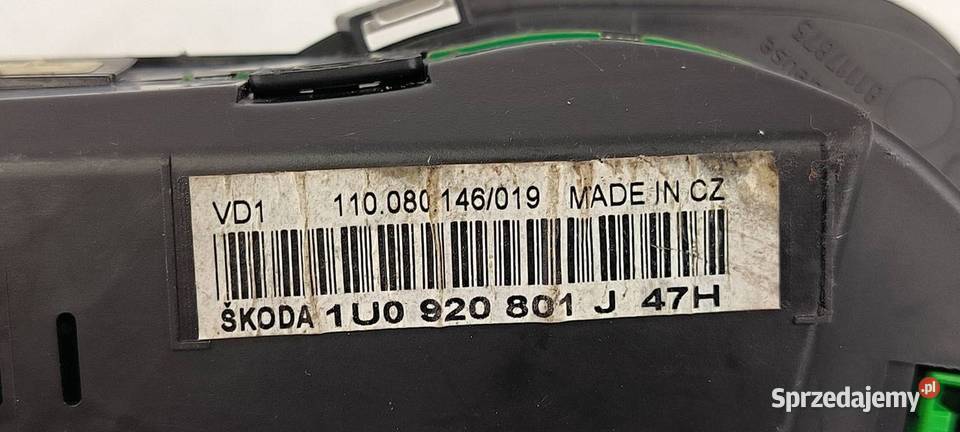 VD1 110.080.146/019 MADE IN CZ
ŠKODA 1U0 920 801 J 47H
Sprzedajemy.pl